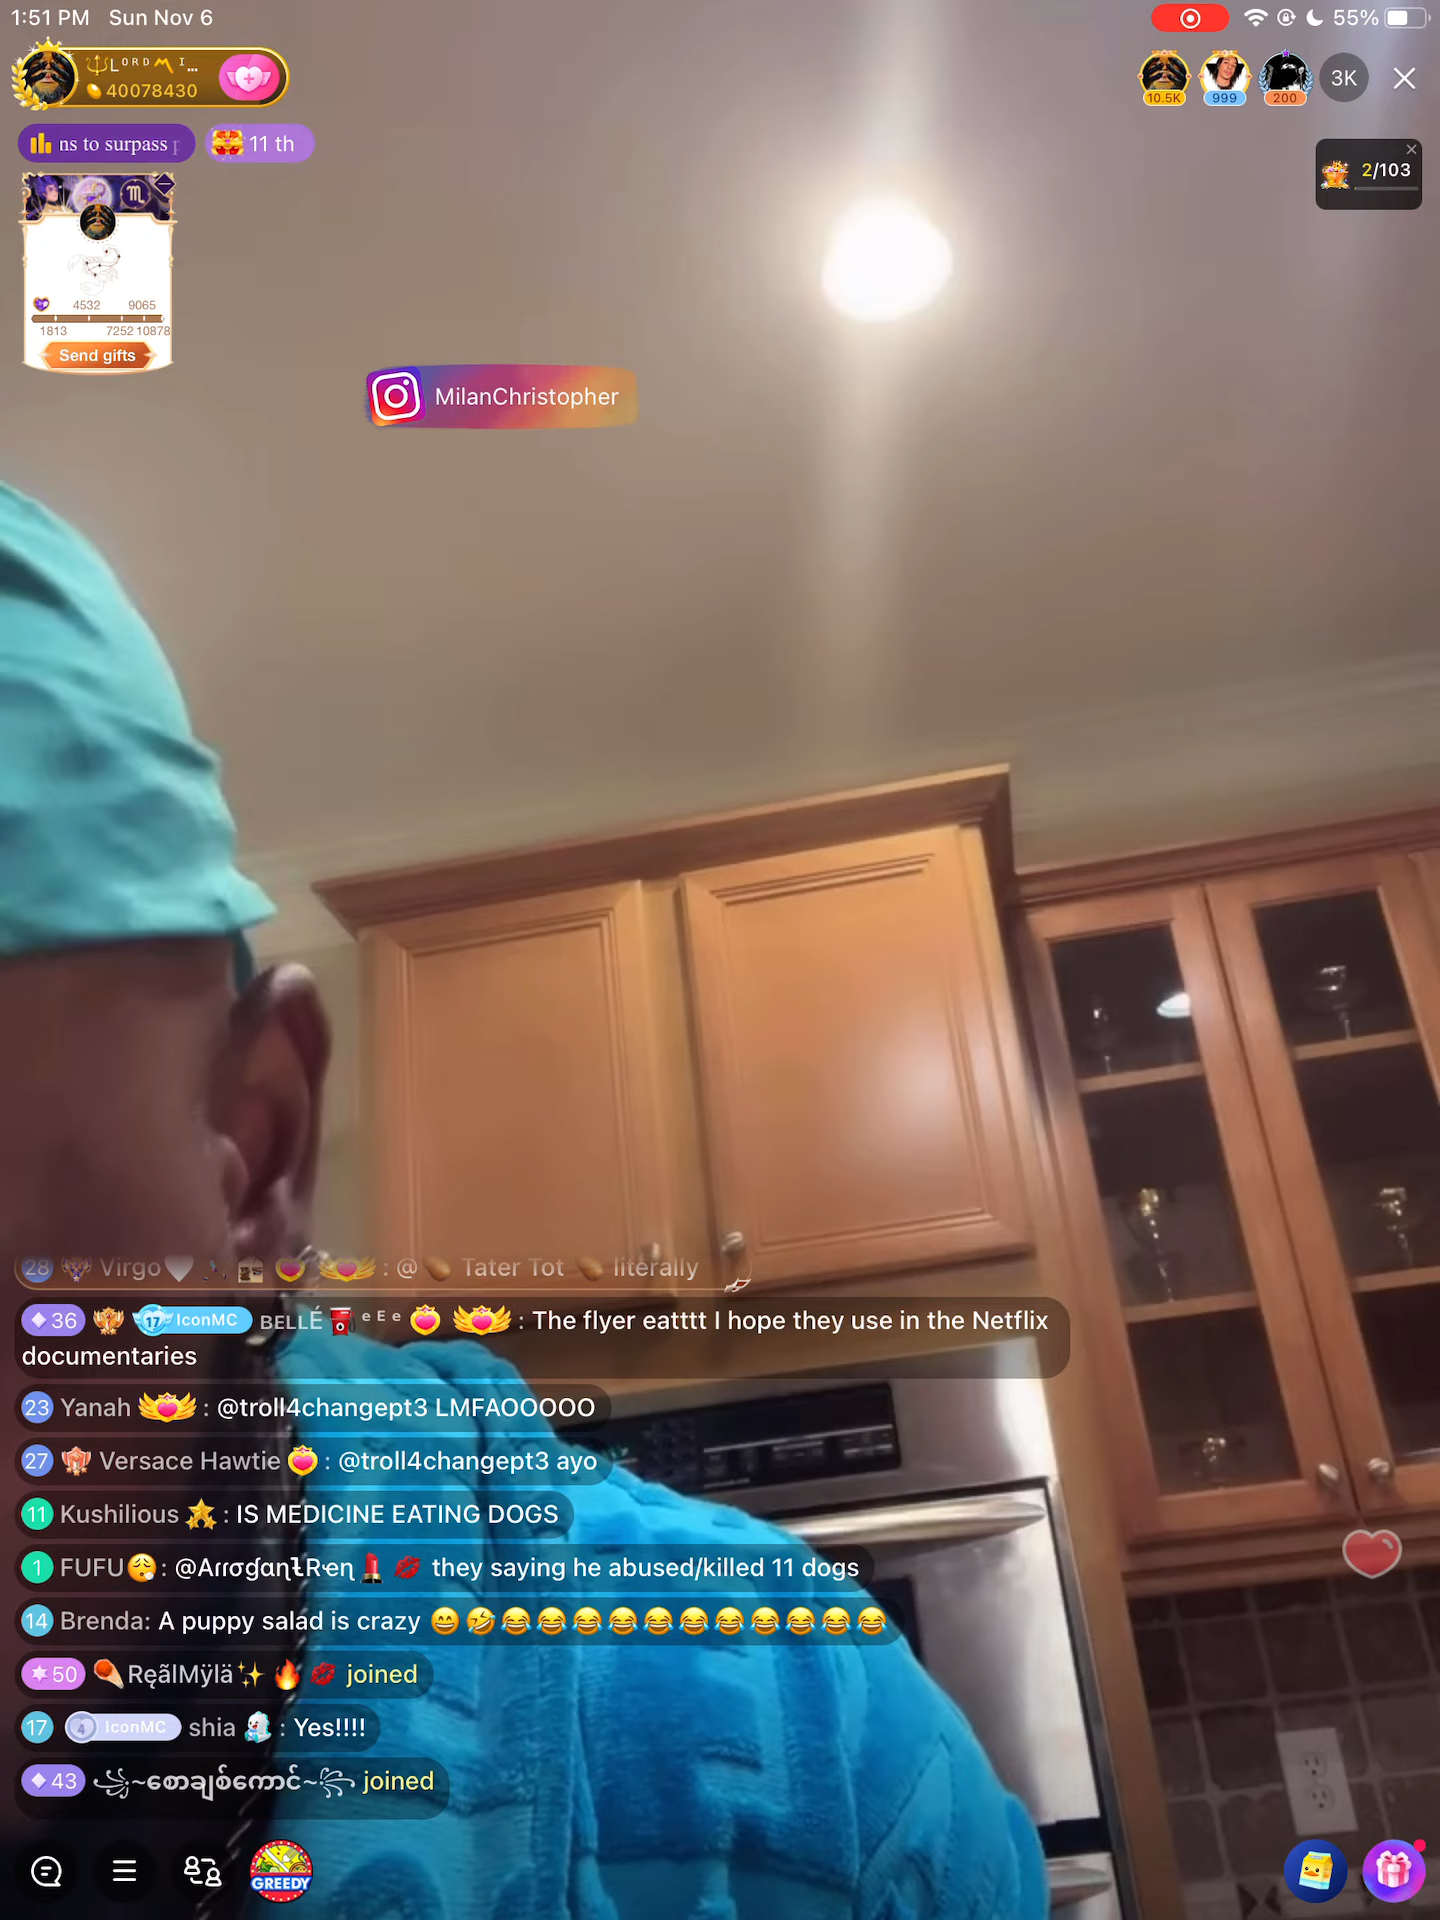 1:51 PM Sun Nov 6
55%
Lᴼᴿᴰ I...
40078430
10.5K
999
200
3K
ns to surpass
11 th
2/103
4532 9065
1813 7252 10878
Send gifts
MilanChristopher
28 Virgo : @ Tater Tot literally
36 17 IconMC BELLÉ ᵉᴱᵉ : The flyer eatttt I hope they use in the Netflix
documentaries
23 Yanah : @troll4changept3 LMFAOOOOO
27 Versace Hawtie : @troll4changept3 ayo
11 Kushilious : IS MEDICINE EATING DOGS
1 FUFU : they saying he abused/killed 11 dogs
14 Brenda: A puppy salad is crazy
50 RęãlMÿlä joined
17 4 IconMC shia : Yes!!!!
43 ~စောချစ်ကောင်~ joined
GREEDY